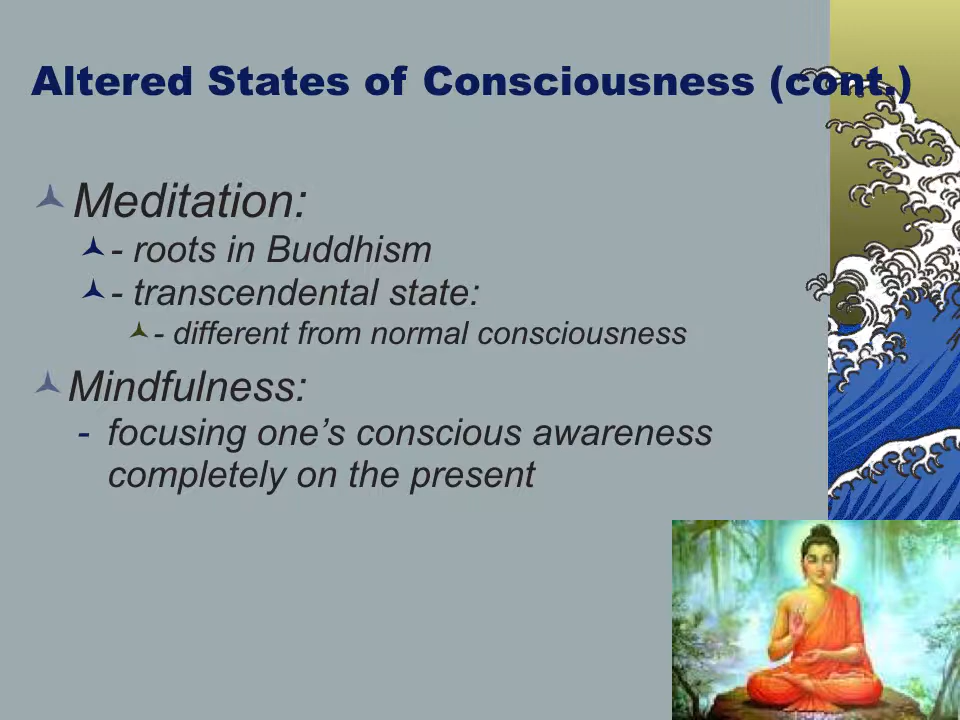 Altered States of Consciousness (cont.)
Meditation:
- roots in Buddhism
- transcendental state:
- different from normal consciousness
Mindfulness:
- focusing one’s conscious awareness
completely on the present